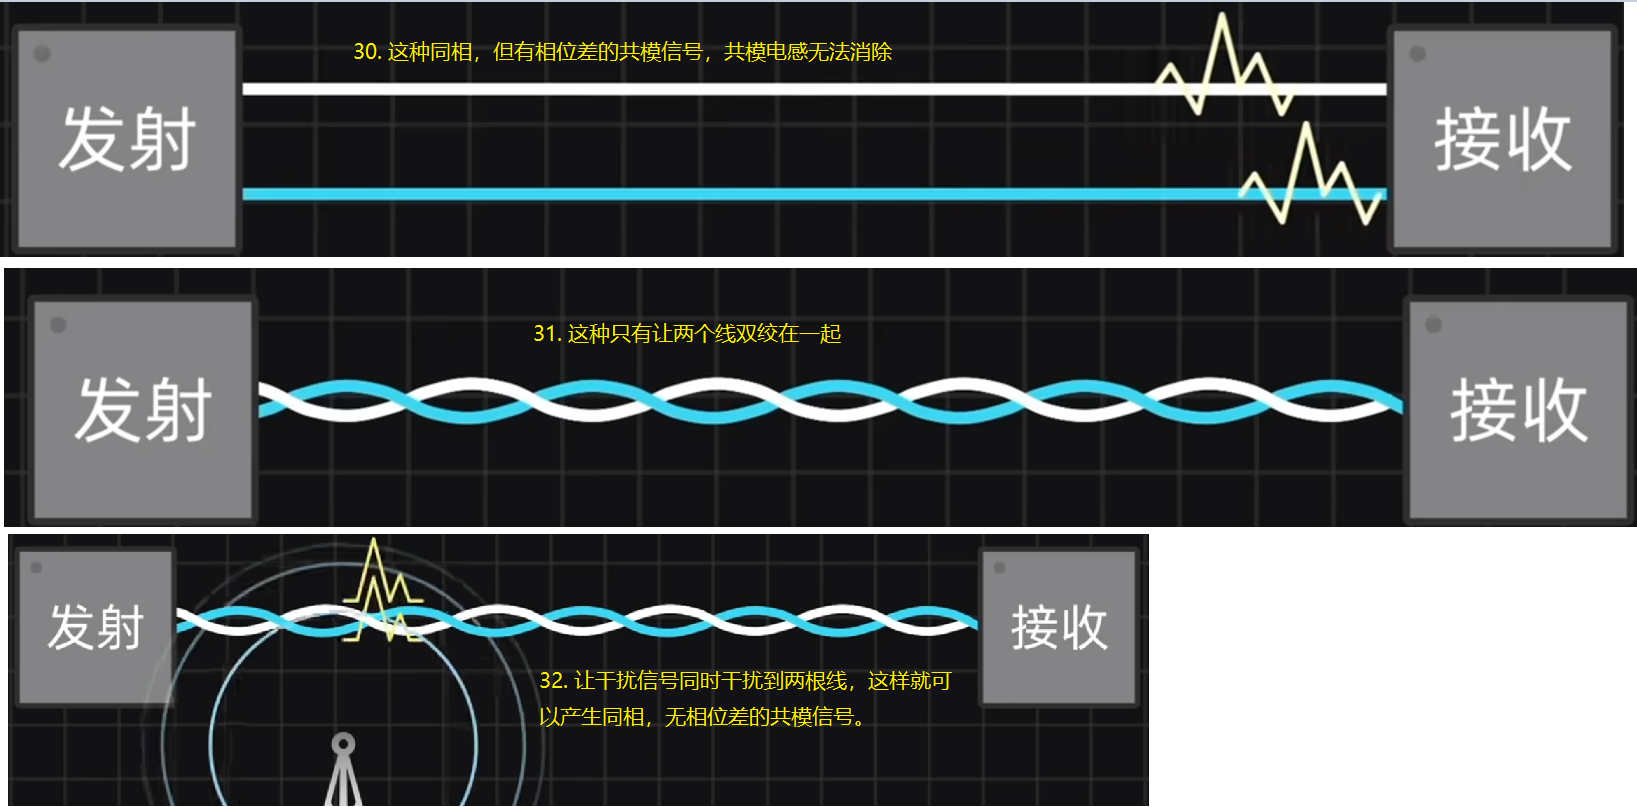 30. 这种同相，但有相位差的共模信号，共模电感无法消除
发射
接收
31. 这种只有让两个线双绞在一起
发射
接收
发射
接收
32. 让干扰信号同时干扰到两根线，这样就可
以产生同相，无相位差的共模信号。